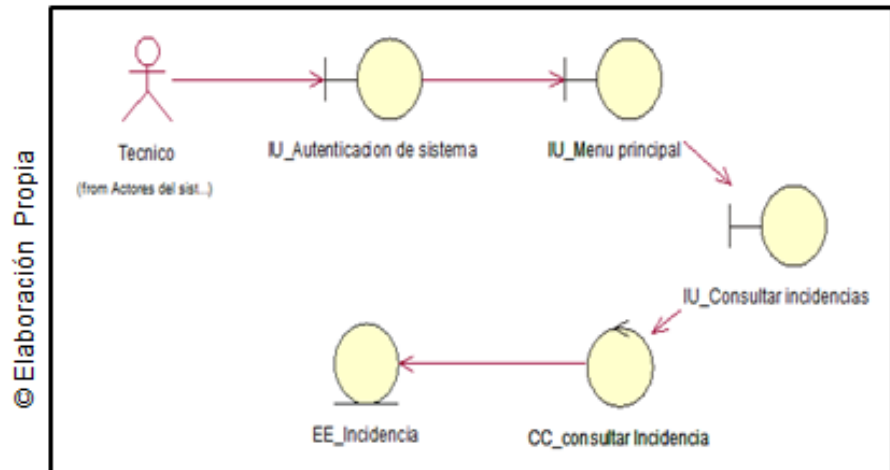 © Elaboración Propia
Tecnico
(from Actores del sist...)
IU_Autenticacion de sistema
IU_Menu principal
IU_Consultar incidencias
EE_Incidencia
CC_consultar Incidencia